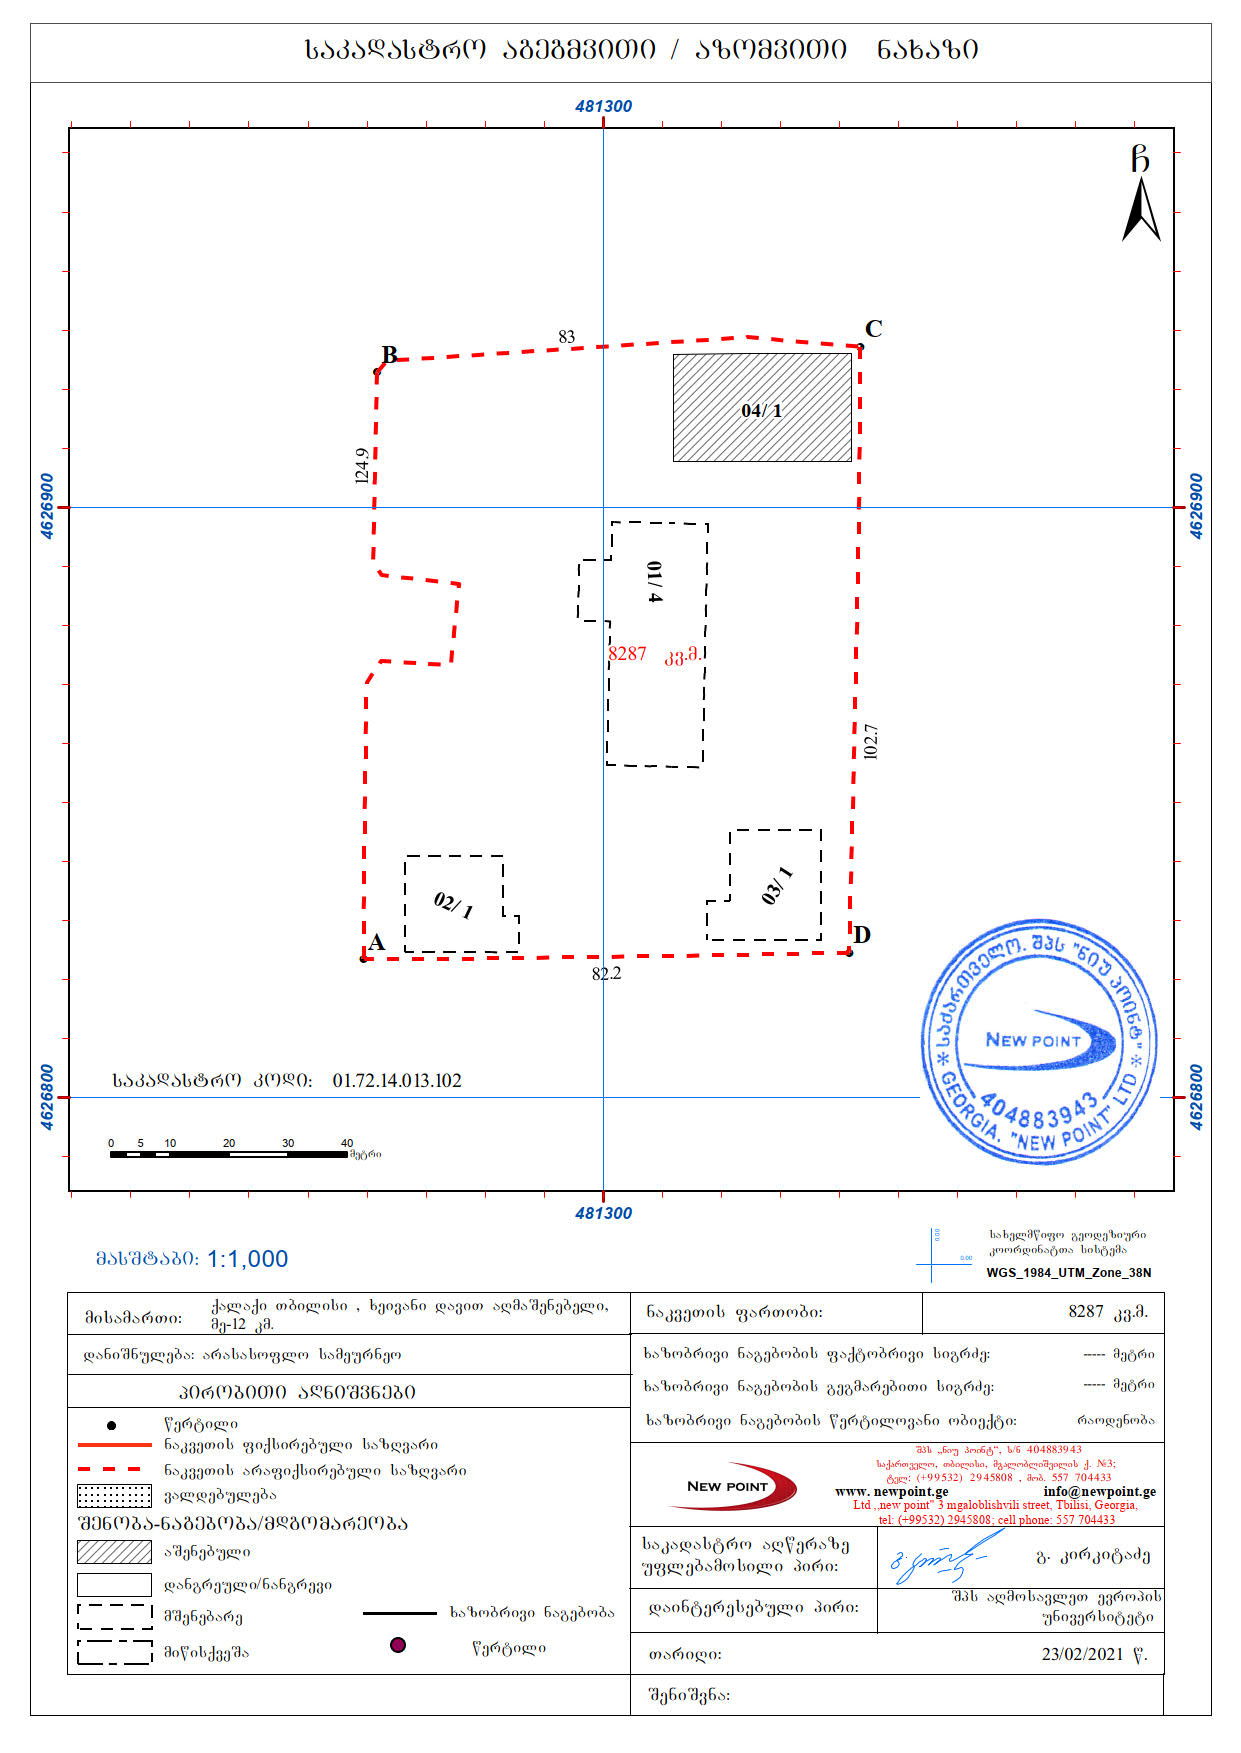 საკადასტრო აგეგმვითი / აზომვითი ნახაზი
481300
ჩ
B
83
C
04/ 1
124.9
4626900
4626900
01/ 4
8287 კვ.მ.
102.7
02/ 1
03/ 1
A
D
82.2
საქართველო. შპს "ნიუ პოინტ"
NEW POINT
404883943
GEORGIA. "NEW POINT" LTD
საკადასტრო კოდი: 01.72.14.013.102
4626800
4626800
0 5 10 20 30 40
მეტრი
481300
მასშტაბი: 1:1,000
0.00
0.00
სახელმწიფო გეოდეზიური
კოორდინატთა სისტემა
WGS_1984_UTM_Zone_38N
მისამართი: ქალაქი თბილისი , ხეივანი დავით აღმაშენებელი,
მე-12 კმ.
ნაკვეთის ფართობი: 8287 კვ.მ.
დანიშნულება: არასასოფლო სამეურნეო
ხაზობრივი ნაგებობის ფაქტობრივი სიგრძე: ----- მეტრი
ხაზობრივი ნაგებობის გეგმარებითი სიგრძე: ----- მეტრი
ხაზობრივი ნაგებობის წერტილოვანი ობიექტი: რაოდენობა
პირობითი აღნიშვნები
წერტილი
ნაკვეთის ფიქსირებული საზღვარი
ნაკვეთის არაფიქსირებული საზღვარი
ვალდებულება
შენობა-ნაგებობა/მდგომარეობა
აშენებული
დანგრეული/ნანგრევი
მშენებარე
ხაზობრივი ნაგებობა
მიწისქვეშა
წერტილი
NEW POINT
შპს „ნიუ პოინტ“, ს/ნ 404883943
საქართველო, თბილისი, მგალობლიშვილის ქ. №3;
ტელ: (+99532) 2945808 , მობ. 557 704433
www. newpoint.ge info@newpoint.ge
Ltd ,,new point" 3 mgaloblishvili street, Tbilisi, Georgia,
tel: (+99532) 2945808; cell phone: 557 704433
საკადასტრო აღწერაზე
უფლებამოსილი პირი:
გ. კირკიტაძე
დაინტერესებული პირი:
შპს აღმოსავლეთ ევროპის
უნივერსიტეტი
თარიღი: 23/02/2021 წ.
შენიშვნა: